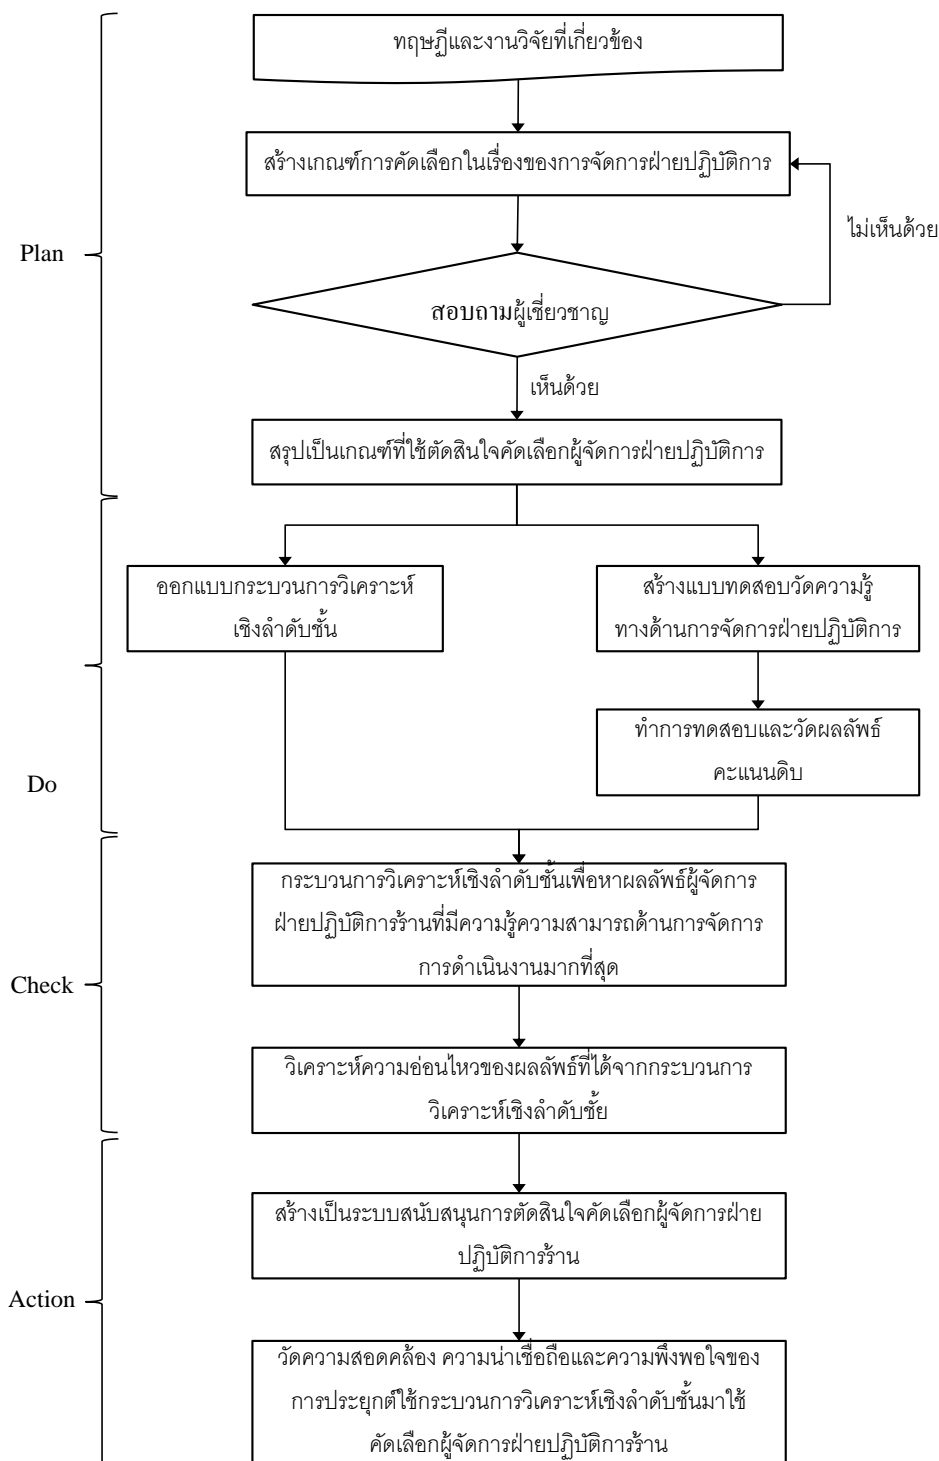 ทฤษฏีและงานวิจัยที่เกี่ยวข้อง
สร้างเกณฑ์การคัดเลือกในเรื่องของการจัดการฝ่ายปฏิบัติการ
ไม่เห็นด้วย
Plan
สอบถามผู้เชี่ยวชาญ
เห็นด้วย
สรุปเป็นเกณฑ์ที่ใช้ตัดสินใจคัดเลือกผู้จัดการฝ่ายปฏิบัติการ
ออกแบบกระบวนการวิเคราะห์
เชิงลำดับชั้น
สร้างแบบทดสอบวัดความรู้
ทางด้านการจัดการฝ่ายปฏิบัติการ
ทำการทดสอบและวัดผลลัพธ์
คะแนนดิบ
Do
กระบวนการวิเคราะห์เชิงลำดับชั้นเพื่อหาผลลัพธ์ผู้จัดการ
ฝ่ายปฏิบัติการร้านที่มีความรู้ความสามารถด้านการจัดการ
การดำเนินงานมากที่สุด
Check
วิเคราะห์ความอ่อนไหวของผลลัพธ์ที่ได้จากกระบวนการ
วิเคราะห์เชิงลำดับชั้ย
สร้างเป็นระบบสนับสนุนการตัดสินใจคัดเลือกผู้จัดการฝ่าย
ปฏิบัติการร้าน
Action
วัดความสอดคล้อง ความน่าเชื่อถือและความพึงพอใจของ
การประยุกต์ใช้กระบวนการวิเคราะห์เชิงลำดับชั้นมาใช้
คัดเลือกผู้จัดการฝ่ายปฏิบัติการร้าน